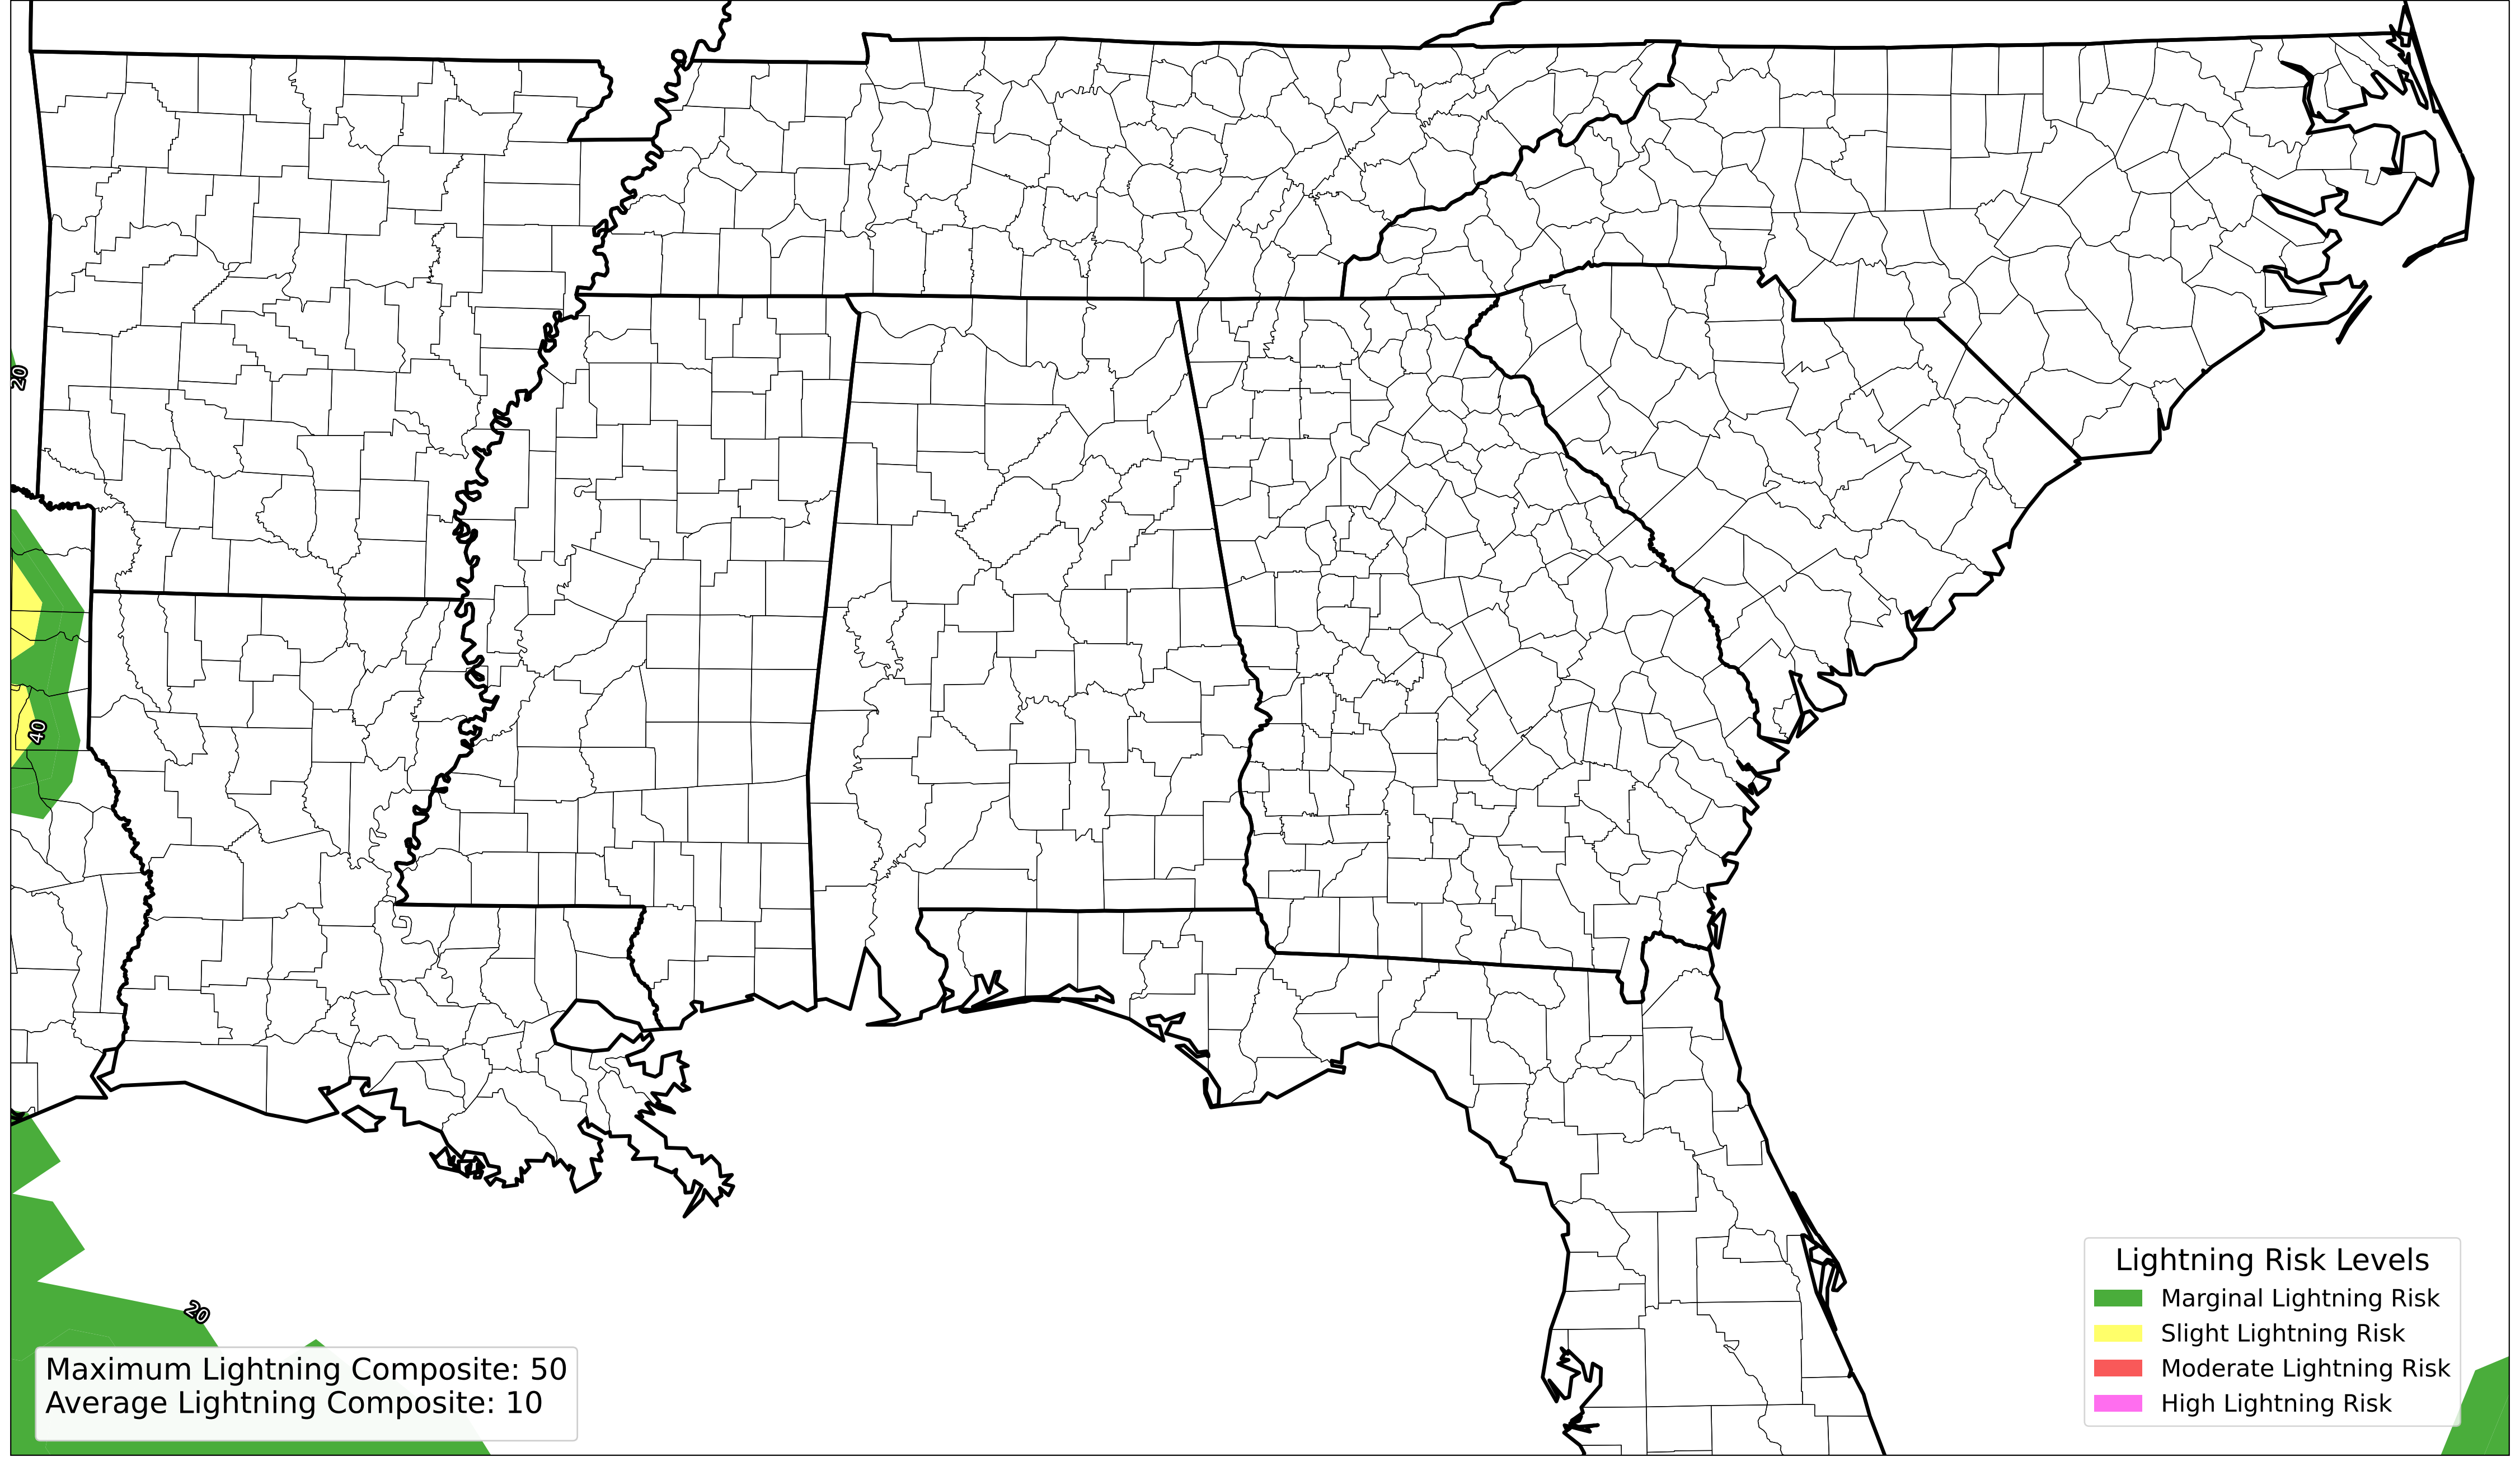 20
40
20
Maximum Lightning Composite: 50
Average Lightning Composite: 10
Lightning Risk Levels
Marginal Lightning Risk
Slight Lightning Risk
Moderate Lightning Risk
High Lightning Risk